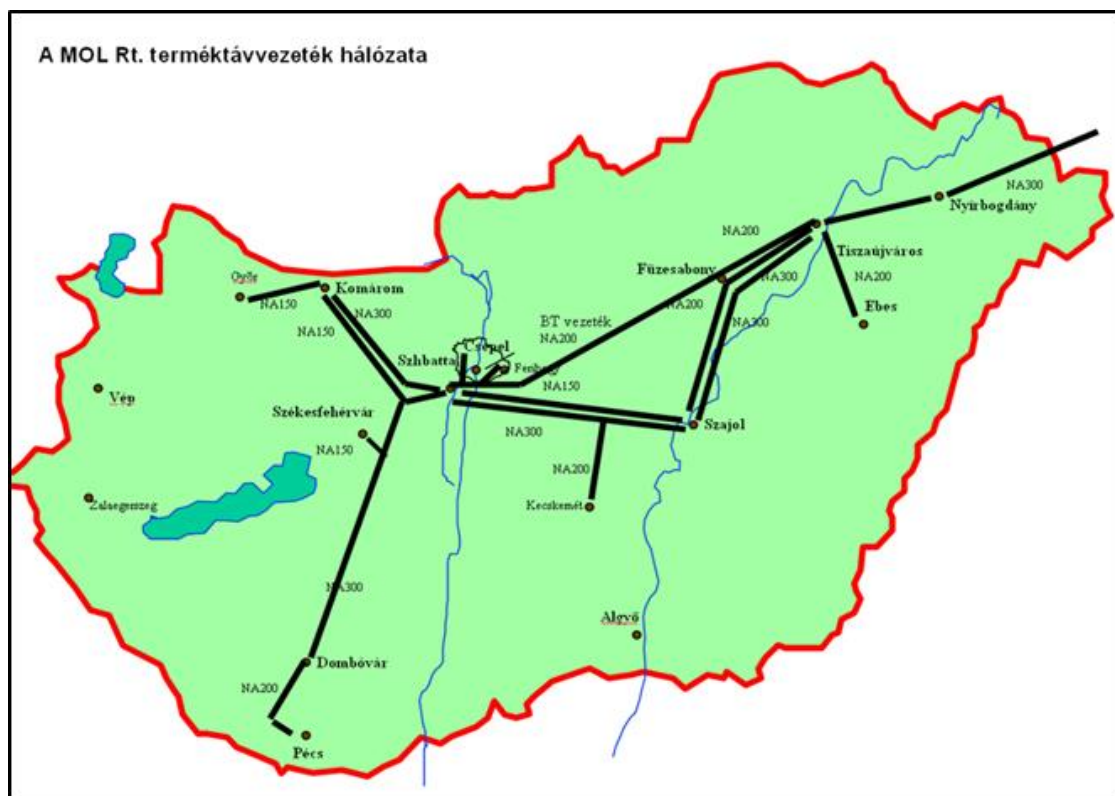 A MOL Rt. terméktávvezeték hálózata
NA300
Nyírbogdány
NA200
Tiszaújváros
Füzesabony
NA300
NA200
NA200
Ebes
Győr
Komárom
NA150
NA300
NA150
NA300
BT vezeték
NA200
Csepel
Szhbatta
Ferihegy
NA150
Vép
Székesfehérvár
Szajol
NA300
NA150
NA200
Zalaegerszeg
Kecskemét
NA300
Algyő
Dombóvár
NA200
Pécs